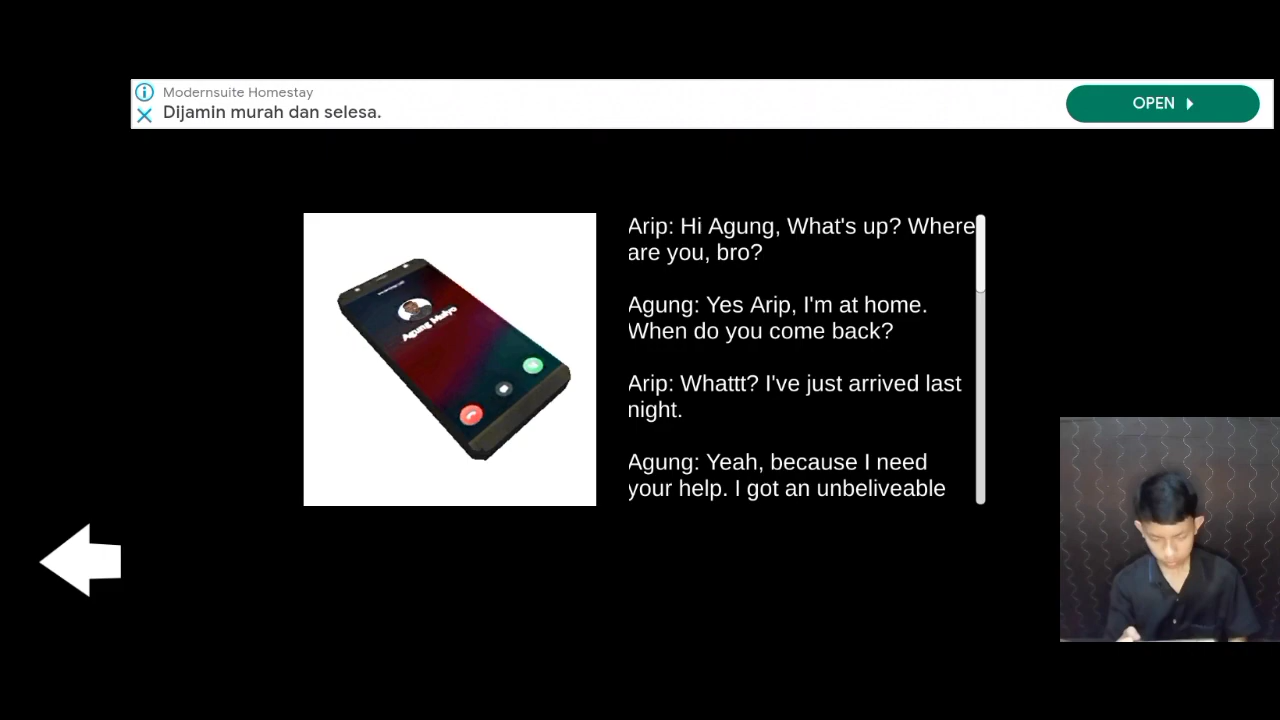 Modernsuite Homestay
Dijamin murah dan selesa.
OPEN
Arip: Hi Agung, What's up? Where
are you, bro?
Agung: Yes Arip, I'm at home.
When do you come back?
Arip: Whattt? I've just arrived last
night.
Agung: Yeah, because I need
your help. I got an unbeliveable
Agung Mulyo